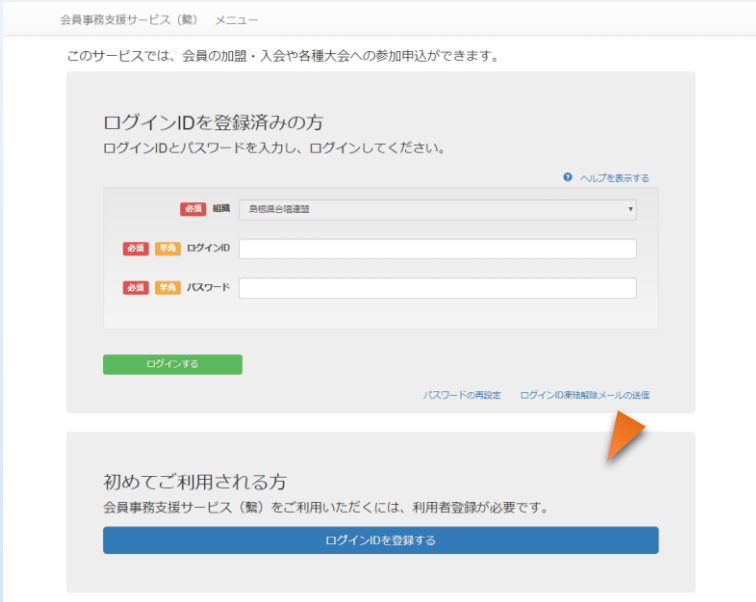 会員事務支援サービス（繋） メニュー
このサービスでは、会員の加盟・入会や各種大会への参加申込ができます。
ログインIDを登録済みの方
ログインIDとパスワードを入力し、ログインしてください。
ヘルプを表示する
必須 組織 島根県合唱連盟
必須 半角 ログインID
必須 半角 パスワード
ログインする
パスワードの再設定 ログインID凍結解除メールの送信
初めてご利用される方
会員事務支援サービス（繋）をご利用いただくには、利用者登録が必要です。
ログインIDを登録する